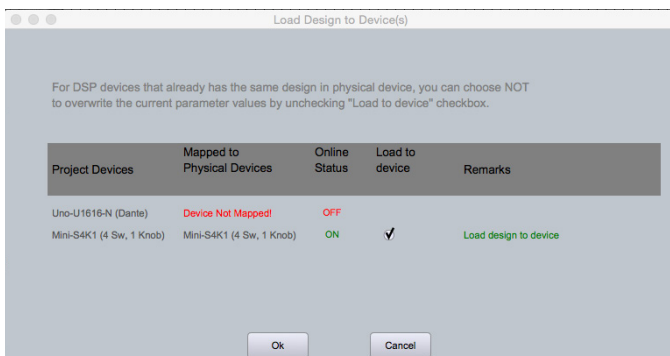 Load Design to Device(s)
For DSP devices that already has the same design in physical device, you can choose NOT
to overwrite the current parameter values by unchecking "Load to device" checkbox.
Project Devices Mapped to Physical Devices Online Status Load to device Remarks
Uno-U1616-N (Dante) Device Not Mapped! OFF
Mini-S4K1 (4 Sw, 1 Knob) Mini-S4K1 (4 Sw, 1 Knob) ON Load design to device
Ok Cancel